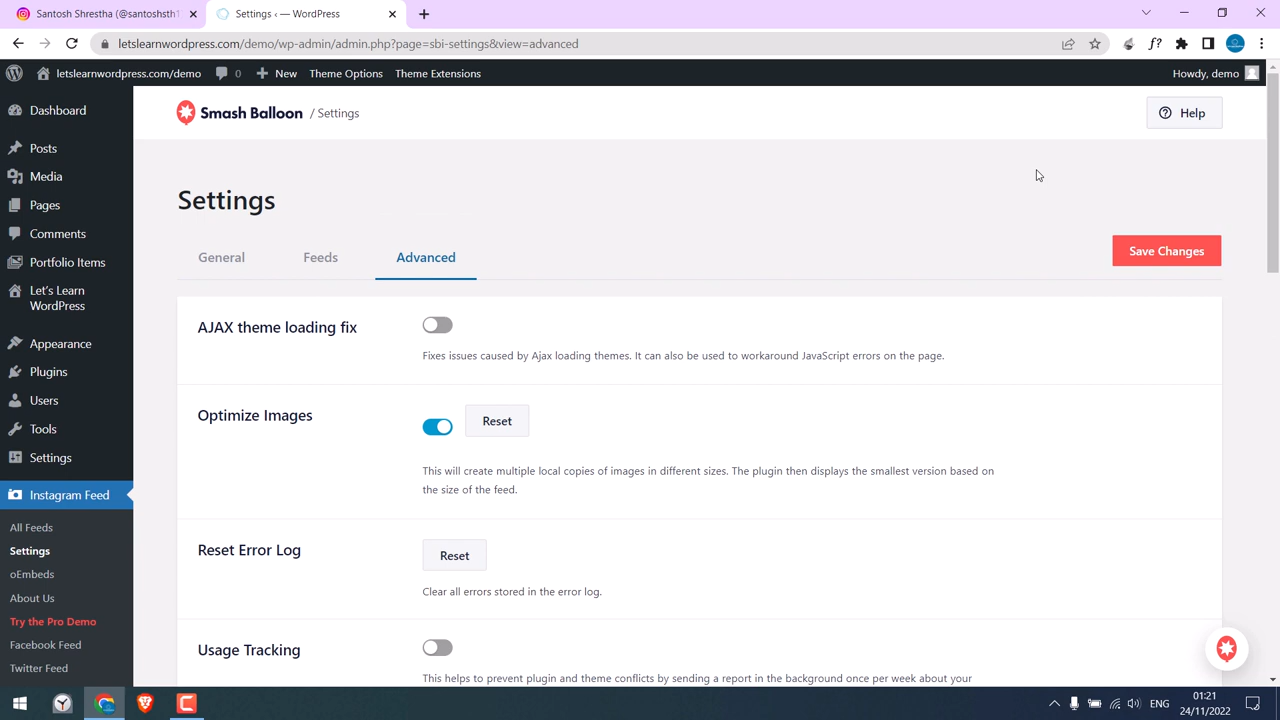 Santosh Shrestha (@santoshsth1
Settings ‹ — WordPress
letslearnwordpress.com/demo/wp-admin/admin.php?page=sbi-settings&view=advanced
letslearnwordpress.com/demo
0
New
Theme Options
Theme Extensions
Howdy, demo
Dashboard
Posts
Media
Pages
Comments
Portfolio Items
Let's Learn
WordPress
Appearance
Plugins
Users
Tools
Settings
Instagram Feed
All Feeds
Settings
oEmbeds
About Us
Try the Pro Demo
Facebook Feed
Twitter Feed
Smash Balloon / Settings
Help
Settings
General
Feeds
Advanced
Save Changes
AJAX theme loading fix
Fixes issues caused by Ajax loading themes. It can also be used to workaround JavaScript errors on the page.
Optimize Images
Reset
This will create multiple local copies of images in different sizes. The plugin then displays the smallest version based on
the size of the feed.
Reset Error Log
Reset
Clear all errors stored in the error log.
Usage Tracking
This helps to prevent plugin and theme conflicts by sending a report in the background once per week about your
ENG
01:21
24/11/2022